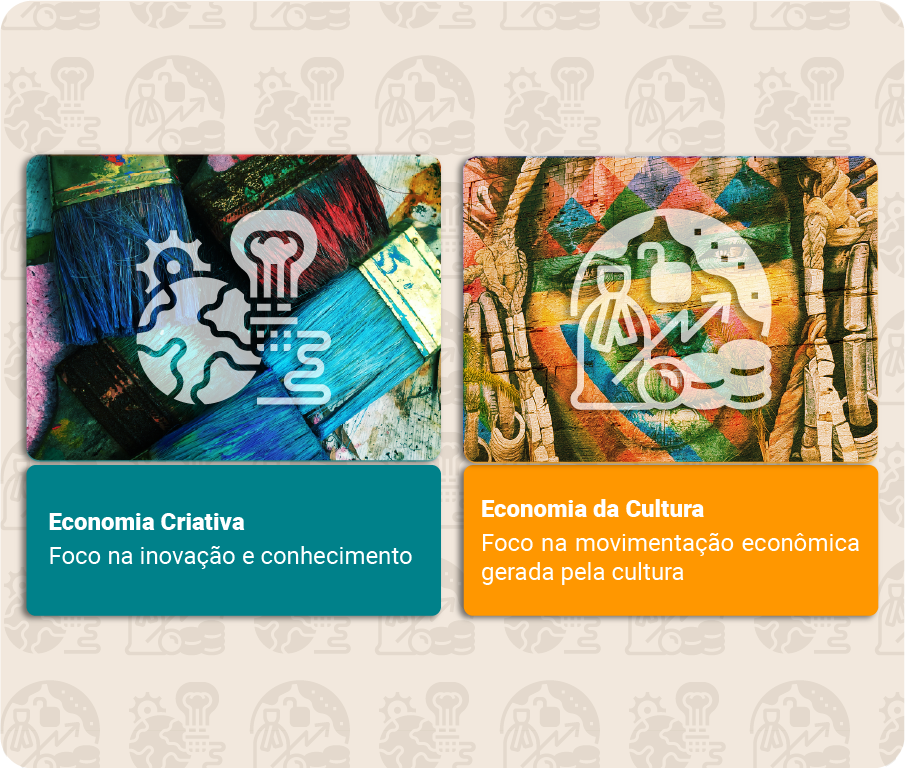 Economia Criativa
Foco na inovação e conhecimento
Economia da Cultura
Foco na movimentação econômica
gerada pela cultura